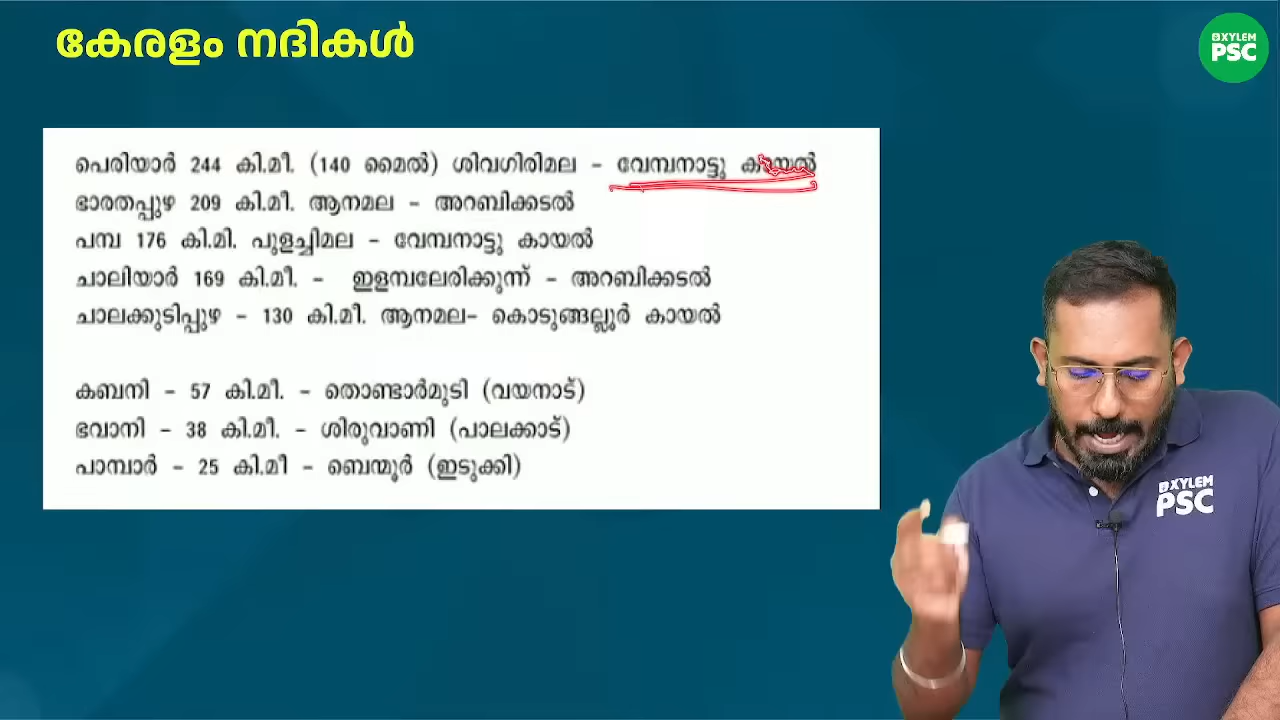 കേരളം നദികൾ
XYLEM
PSC
പെരിയാർ 244 കി.മീ. (140 മൈൽ) ശിവഗിരിമല - വേമ്പനാട്ടു കായൽ
ഭാരതപ്പുഴ 209 കി.മീ. ആനമല - അറബിക്കടൽ
പമ്പ 176 കി.മി. പുളച്ചിമല - വേമ്പനാട്ടു കായൽ
ചാലിയാർ 169 കി.മീ. - ഇളമ്പലേരിക്കുന്ന് - അറബിക്കടൽ
ചാലക്കുടിപ്പുഴ - 130 കി.മീ. ആനമല- കൊടുങ്ങല്ലൂർ കായൽ
കബനി - 57 കി.മീ. - തൊണ്ടാർമുടി (വയനാട്)
ഭവാനി - 38 കി.മീ. - ശിരുവാണി (പാലക്കാട്)
പാമ്പാർ - 25 കി.മീ - ബെന്മൂർ (ഇടുക്കി)
XYLEM
PSC